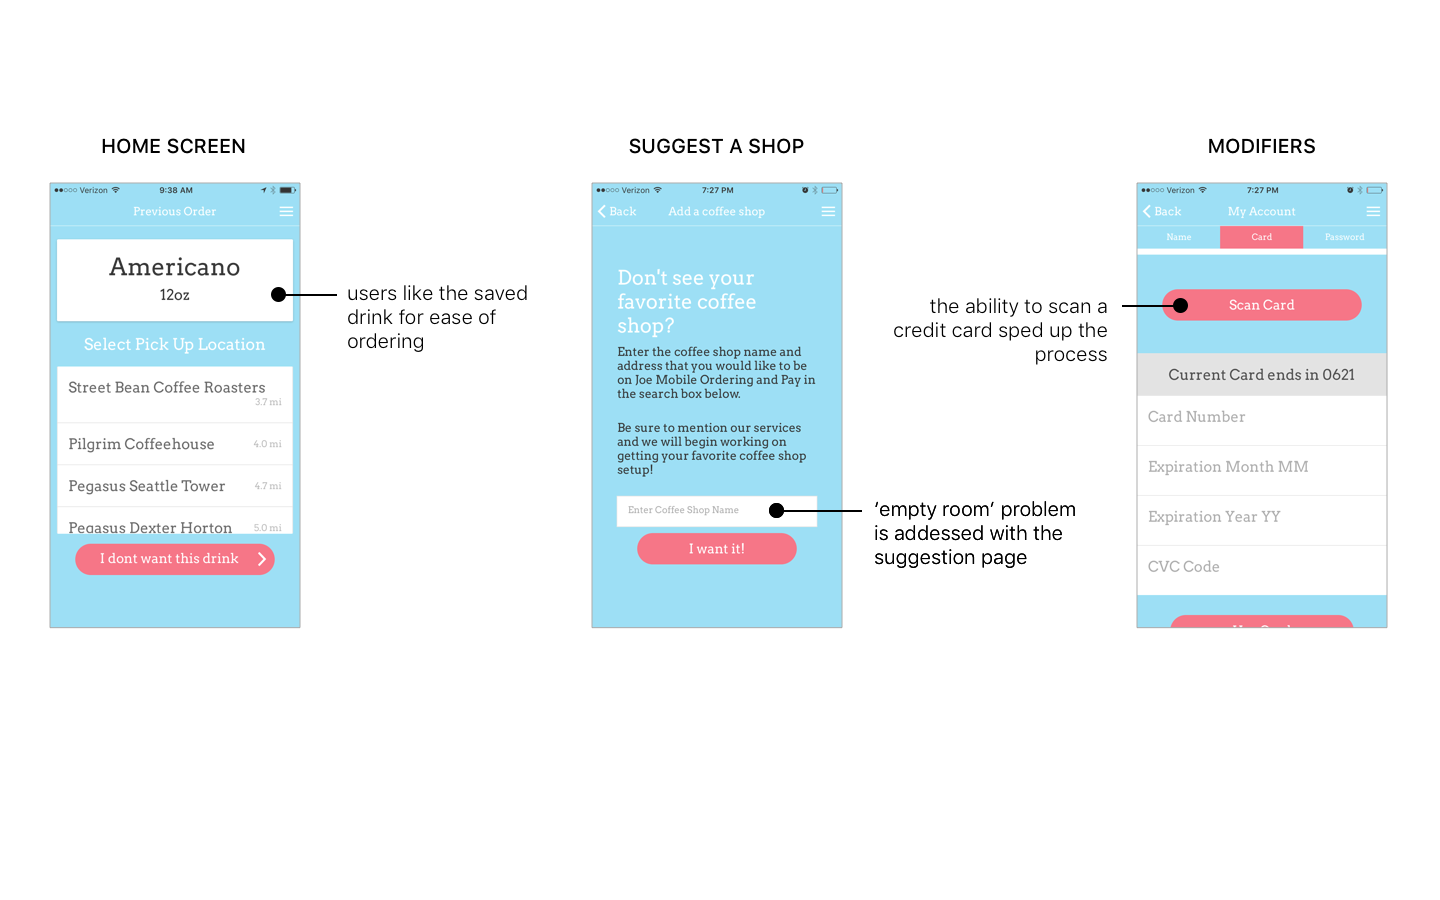 HOME SCREEN
Verizon
9:38 AM
Previous Order
Americano
12oz
Select Pick Up Location
Street Bean Coffee Roasters
3.7 mi
Pilgrim Coffeehouse
4.0 mi
Pegasus Seattle Tower
4.7 mi
Pegasus Dexter Horton
5.0 mi
I dont want this drink
users like the saved
drink for ease of
ordering
SUGGEST A SHOP
Verizon
7:27 PM
Back
Add a coffee shop
Don't see your
favorite coffee
shop?
Enter the coffee shop name and
address that you would like to be
on Joe Mobile Ordering and Pay in
the search box below.
Be sure to mention our services
and we will begin working on
getting your favorite coffee shop
setup!
Enter Coffee Shop Name
I want it!
‘empty room’ problem
is addessed with the
suggestion page
MODIFIERS
Verizon
7:27 PM
Back
My Account
Name
Card
Password
Scan Card
the ability to scan a
credit card sped up the
process
Current Card ends in 0621
Card Number
Expiration Month MM
Expiration Year YY
CVC Code